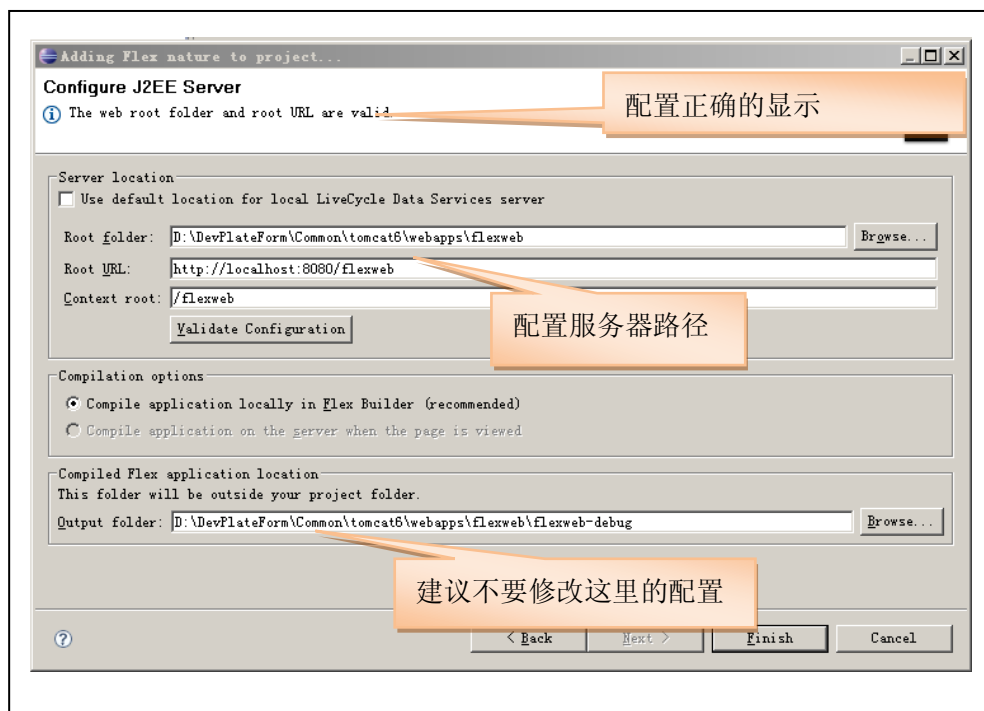 Adding Flex nature to project...
Configure J2EE Server
The web root folder and root URL are valid.
配置正确的显示
Server location
Use default location for local LiveCycle Data Services server
Root folder: D:\DevPlateForm\Common\tomcat6\webapps\flexweb Browse...
Root URL: http://localhost:8080/flexweb
Context root: /flexweb
配置服务器路径
Validate Configuration
Compilation options
Compile application locally in Flex Builder (recommended)
Compile application on the server when the page is viewed
Compiled Flex application location
This folder will be outside your project folder.
Output folder: D:\DevPlateForm\Common\tomcat6\webapps\flexweb\flexweb-debug Browse...
建议不要修改这里的配置
? < Back Next > Finish Cancel